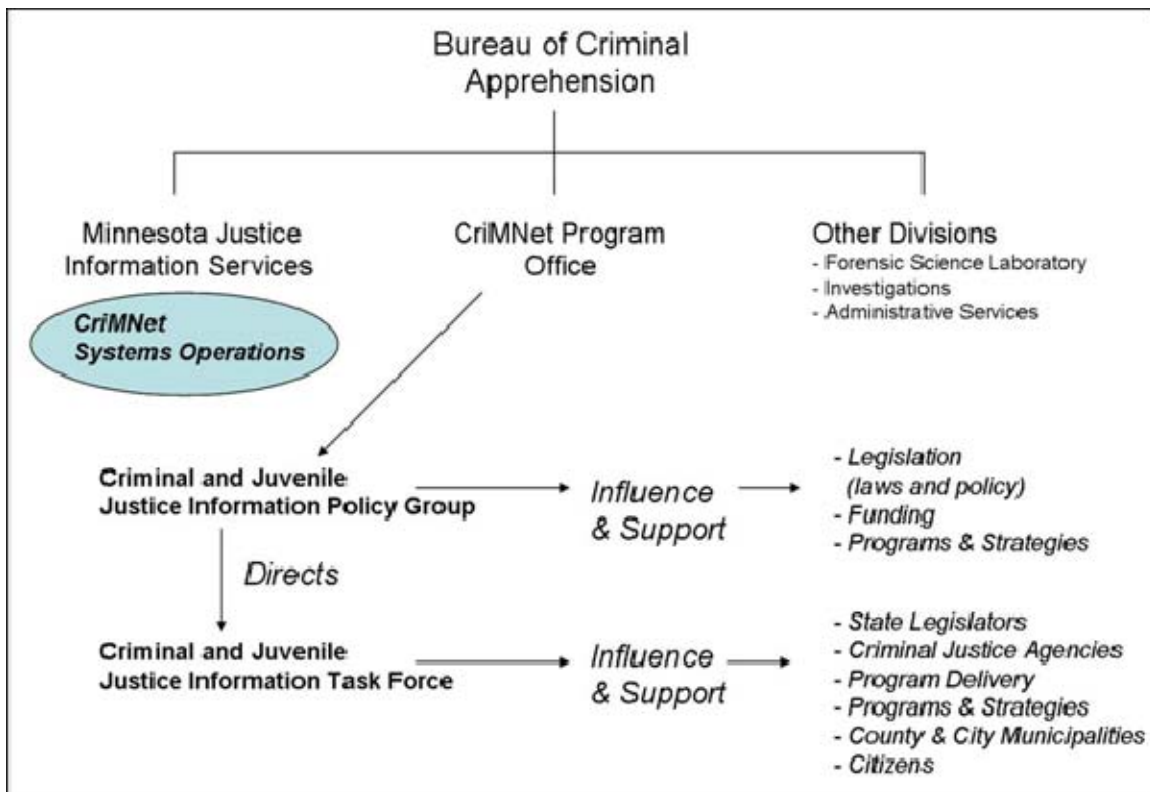 Bureau of Criminal
Apprehension
Minnesota Justice
Information Services
CriMNet Program
Office
Other Divisions
- Forensic Science Laboratory
- Investigations
- Administrative Services
CriMNet
Systems Operations
Criminal and Juvenile
Justice Information Policy Group
Influence
& Support
- Legislation
(laws and policy)
- Funding
- Programs & Strategies
Directs
Criminal and Juvenile
Justice Information Task Force
Influence
& Support
- State Legislators
- Criminal Justice Agencies
- Program Delivery
- Programs & Strategies
- County & City Municipalities
- Citizens